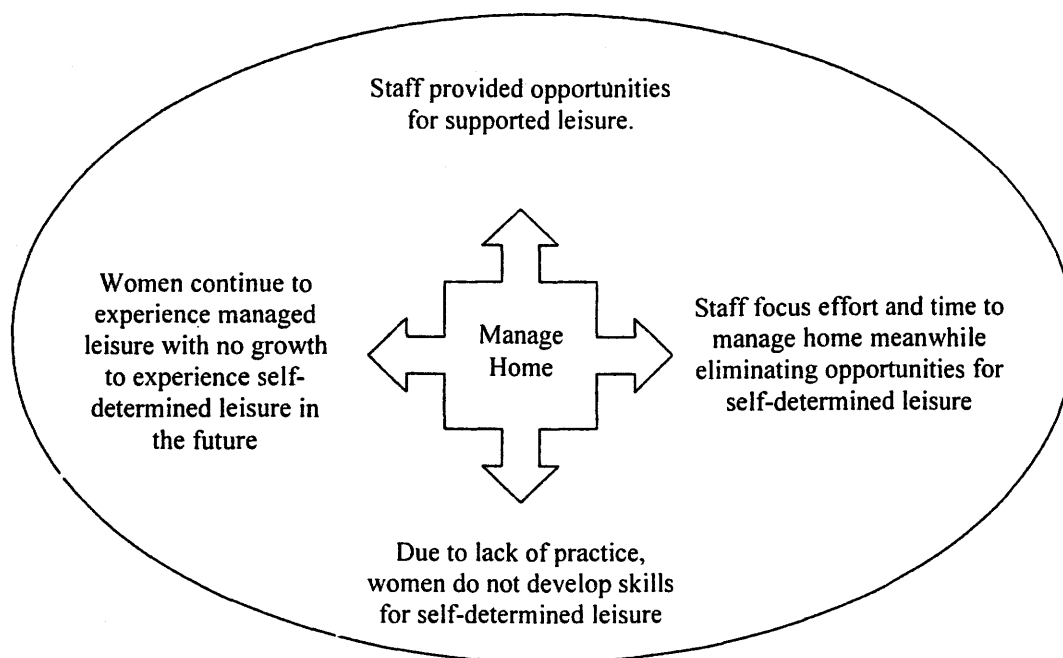 Staff provided opportunities
for supported leisure.
Women continue to
experience managed
leisure with no growth
to experience self-
determined leisure in
the future
Manage
Home
Staff focus effort and time to
manage home meanwhile
eliminating opportunities for
self-determined leisure
Due to lack of practice,
women do not develop skills
for self-determined leisure